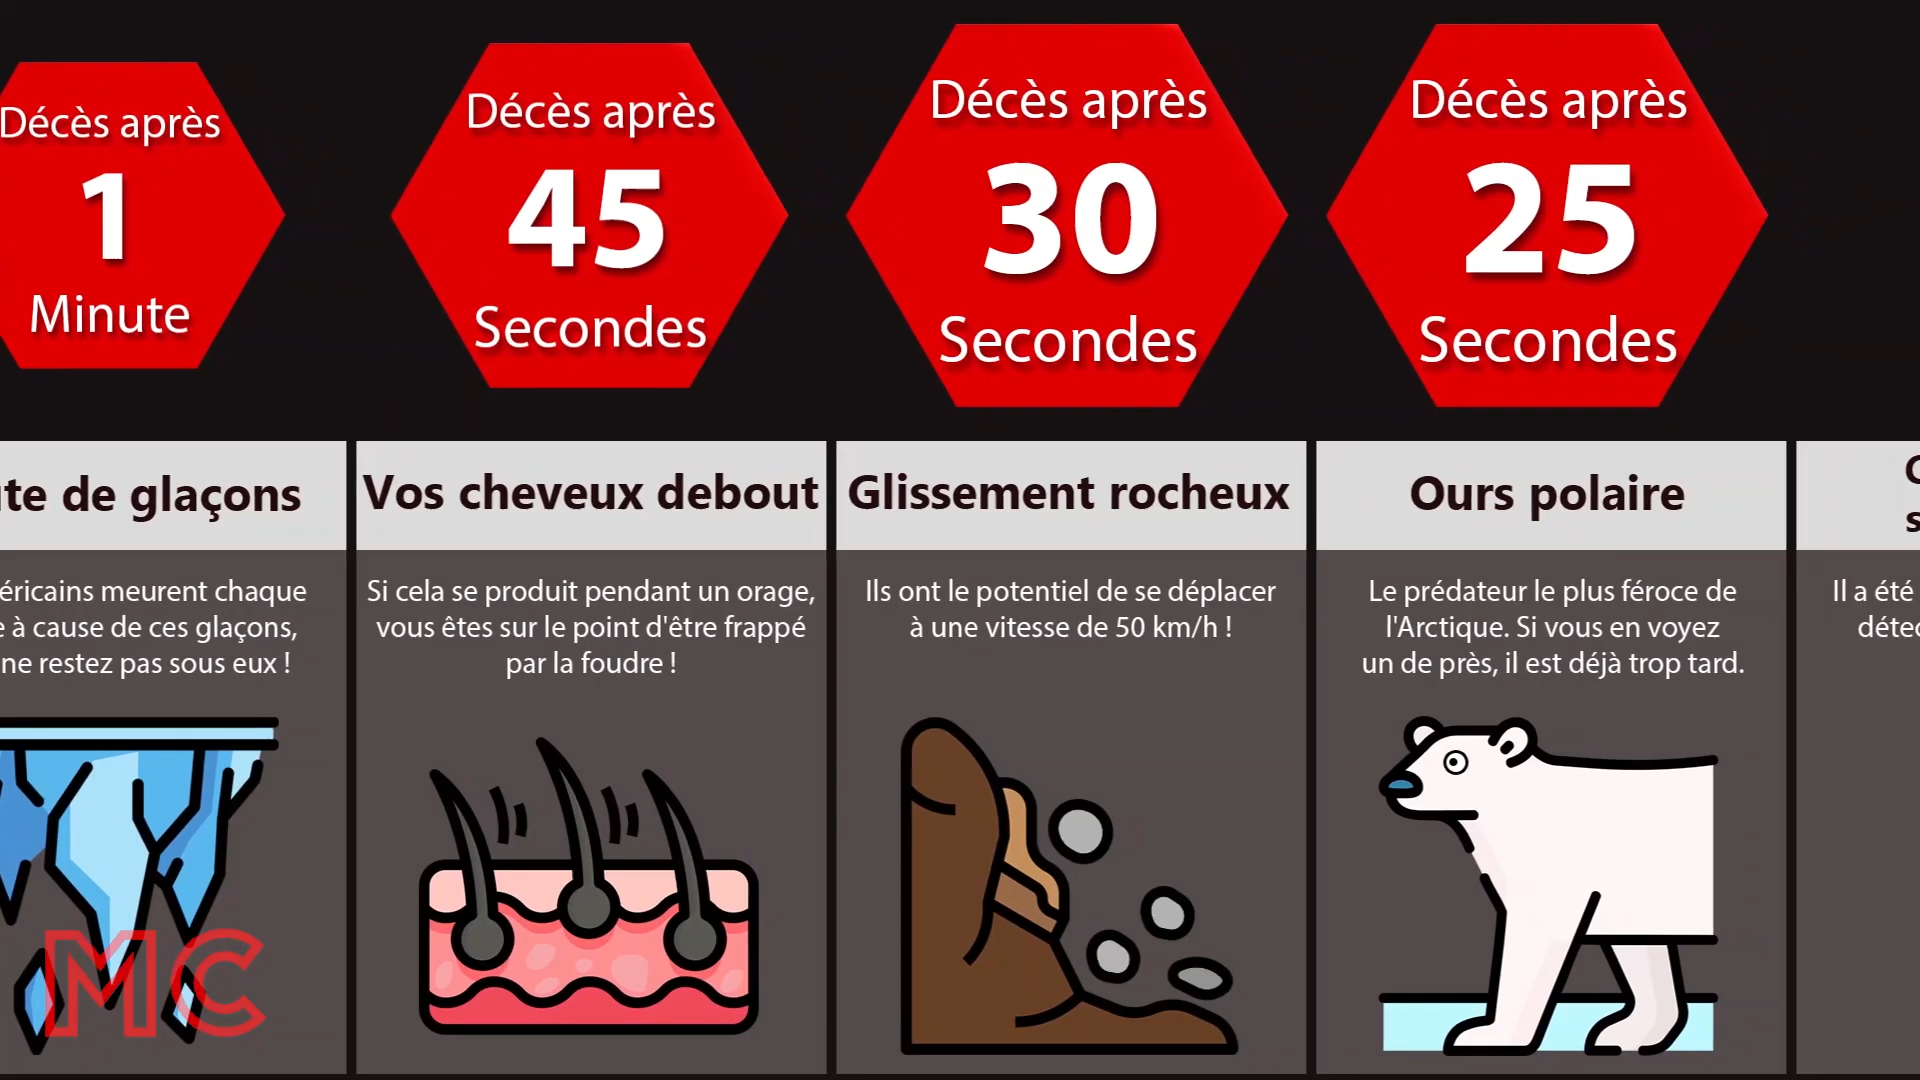 Décès après
1
Minute
Décès après
45
Secondes
Décès après
30
Secondes
Décès après
25
Secondes
de glaçons
meurent chaque
à cause de ces glaçons,
ne restez pas sous eux !
Vos cheveux debout
Si cela se produit pendant un orage,
vous êtes sur le point d'être frappé
par la foudre !
Glissement rocheux
Ils ont le potentiel de se déplacer
à une vitesse de 50 km/h !
Ours polaire
Le prédateur le plus féroce de
l'Arctique. Si vous en voyez
un de près, il est déjà trop tard.
Il a été
MC